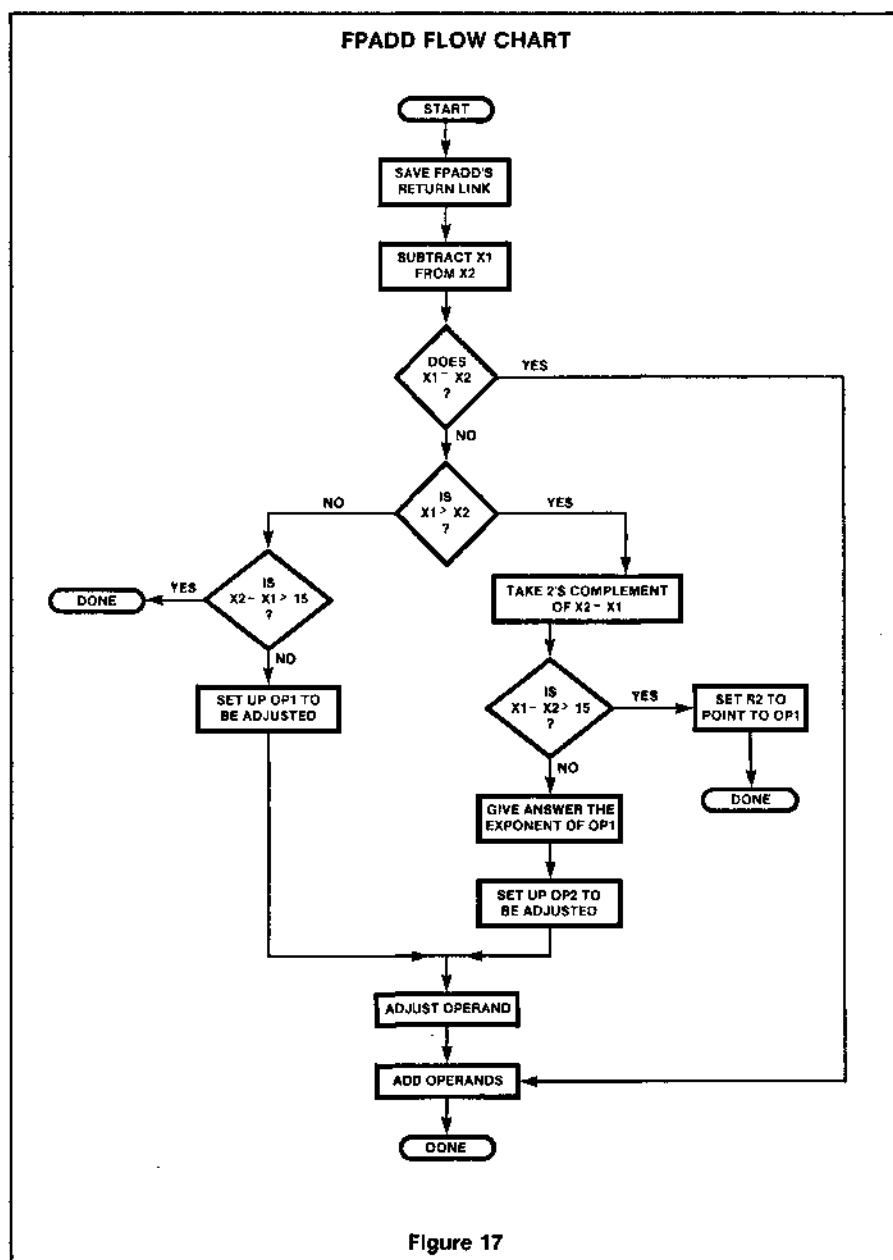 FPADD FLOW CHART
START
SAVE FPADD'S
RETURN LINK
SUBTRACT X1
FROM X2
DOES
X1 = X2
?
YES
NO
IS
X1 > X2
?
NO
YES
IS
X2 - X1 > 15
?
YES
DONE
NO
SET UP OP1 TO
BE ADJUSTED
TAKE 2'S COMPLEMENT
OF X2 - X1
IS
X1 - X2 > 15
?
YES
SET R2 TO
POINT TO OP1
DONE
NO
GIVE ANSWER THE
EXPONENT OF OP1
SET UP OP2 TO
BE ADJUSTED
ADJUST OPERAND
ADD OPERANDS
DONE
Figure 17